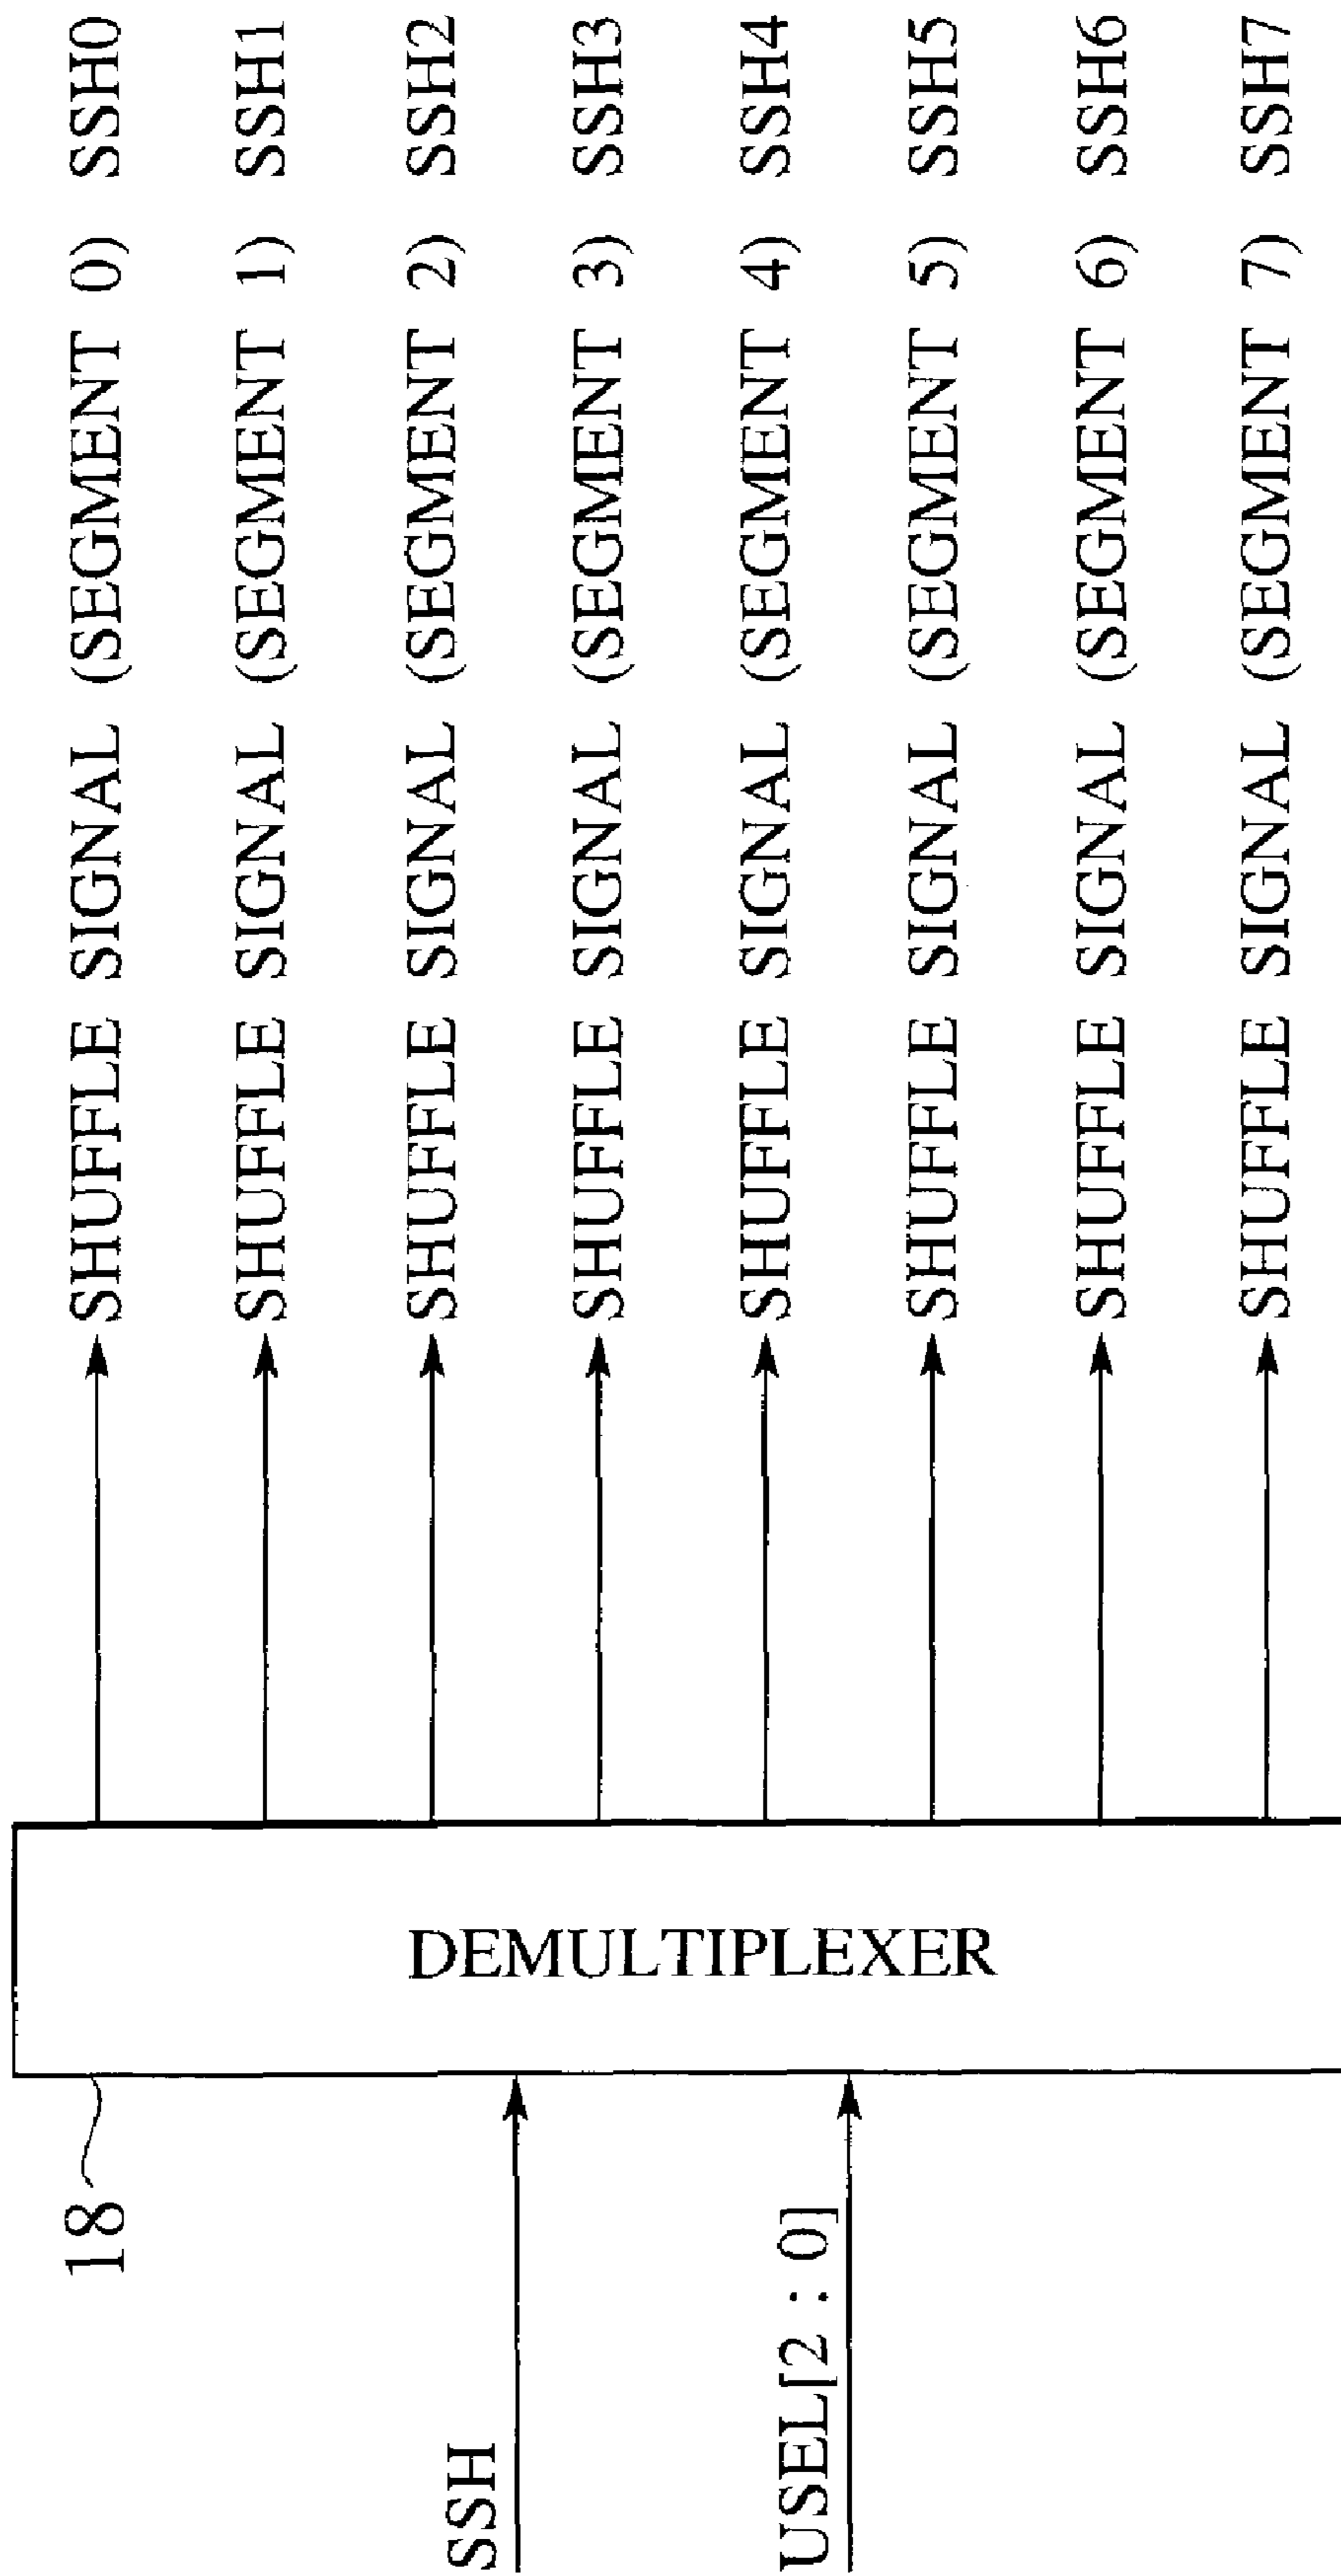 SSH
USEL[2 : 0]
18
DEMULTIPLEXER
SHUFFLE SIGNAL (SEGMENT 0) SSH0
SHUFFLE SIGNAL (SEGMENT 1) SSH1
SHUFFLE SIGNAL (SEGMENT 2) SSH2
SHUFFLE SIGNAL (SEGMENT 3) SSH3
SHUFFLE SIGNAL (SEGMENT 4) SSH4
SHUFFLE SIGNAL (SEGMENT 5) SSH5
SHUFFLE SIGNAL (SEGMENT 6) SSH6
SHUFFLE SIGNAL (SEGMENT 7) SSH7